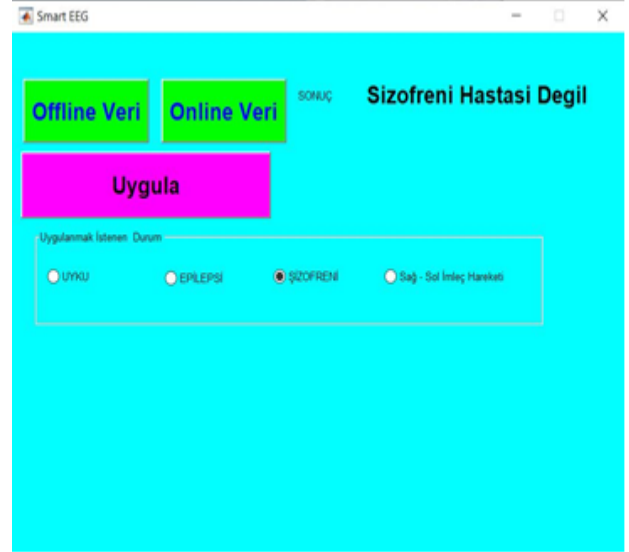 Smart EEG
Offline Veri
Online Veri
SONUÇ
Sizofreni Hastasi Degil
Uygula
Uygulanmak İstenen Durum
UYKU
EPİLEPSİ
ŞİZOFRENİ
Sağ - Sol İmleç Hareketi